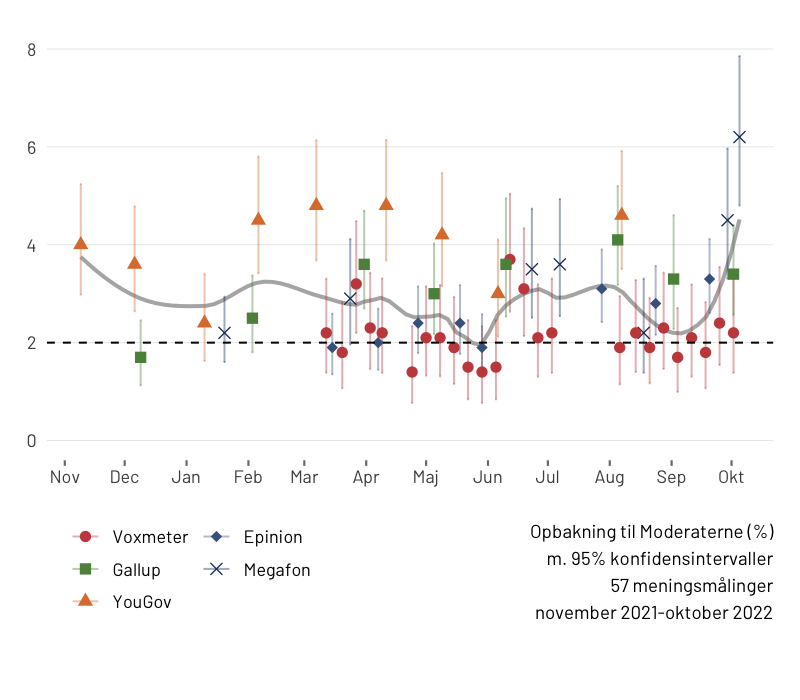 8
6
4
2
0
Nov Dec Jan Feb Mar Apr Maj Jun Jul Aug Sep Okt
Voxmeter Epinion
Gallup Megafon
YouGov
Opbakning til Moderaterne (%)
m. 95% konfidensintervaller
57 meningsmålinger
november 2021-oktober 2022